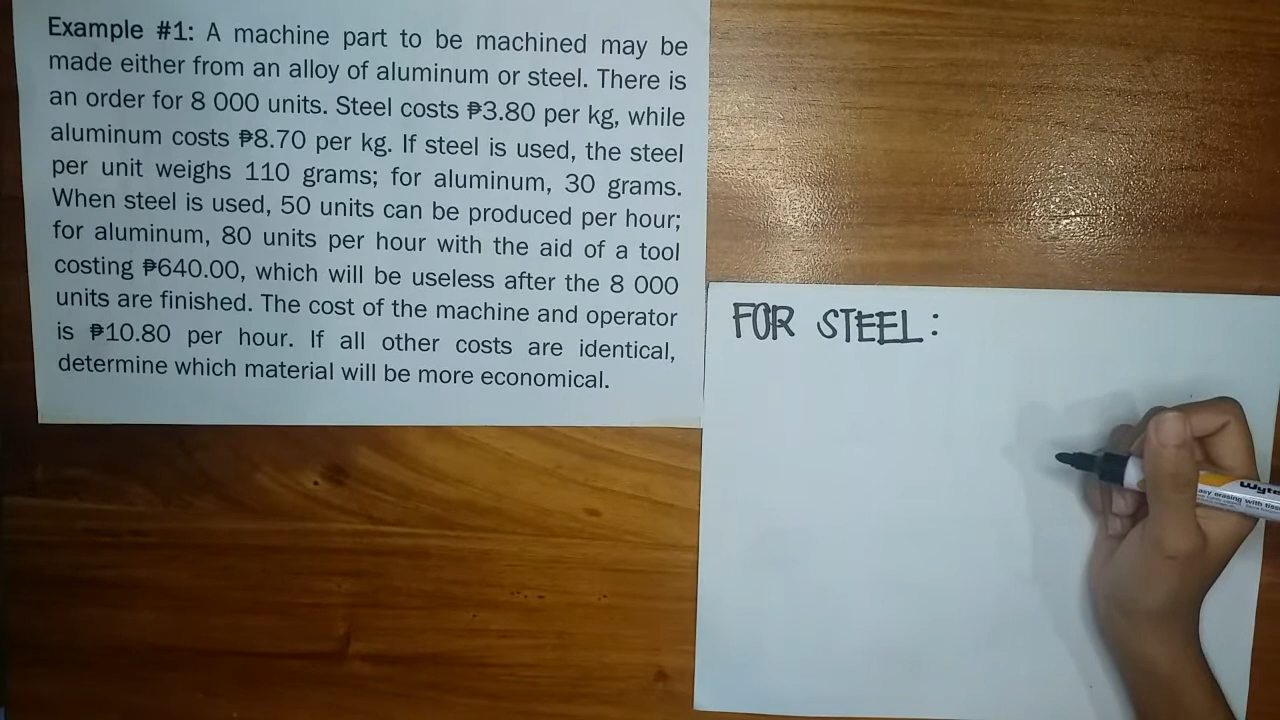 Example #1: A machine part to be machined may be
made either from an alloy of aluminum or steel. There is
an order for 8 000 units. Steel costs ₱3.80 per kg, while
aluminum costs ₱8.70 per kg. If steel is used, the steel
per unit weighs 110 grams; for aluminum, 30 grams.
When steel is used, 50 units can be produced per hour;
for aluminum, 80 units per hour with the aid of a tool
costing ₱640.00, which will be useless after the 8 000
units are finished. The cost of the machine and operator
is ₱10.80 per hour. If all other costs are identical,
determine which material will be more economical.
FOR STEEL: